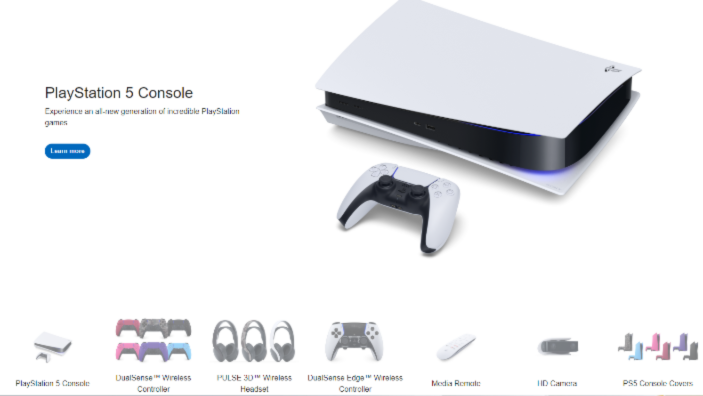 PlayStation 5 Console
Experience an all-new generation of incredible PlayStation
games
Learn more
PlayStation 5 Console
DualSense™ Wireless
Controller
PULSE 3D™ Wireless
Headset
DualSense Edge™ Wireless
Controller
Media Remote
HD Camera
PS5 Console Covers